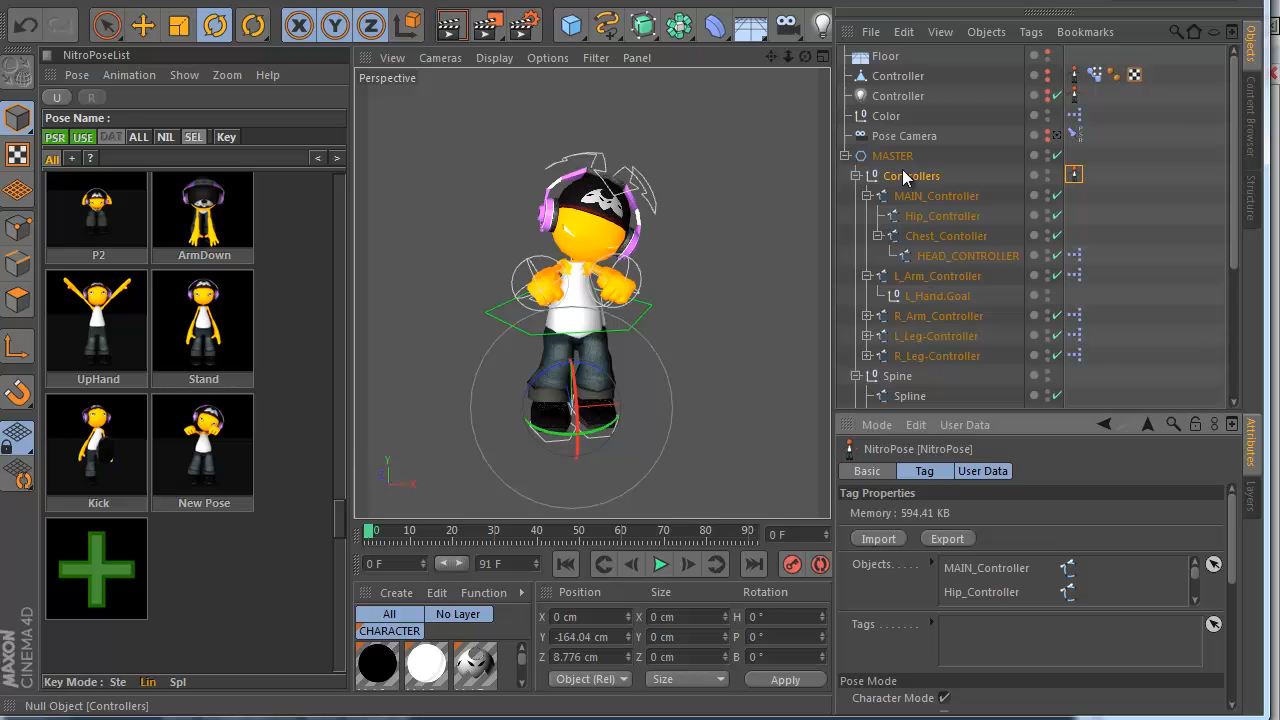 NitroPoseList
Pose Animation Show Zoom Help
U R
Pose Name :
PSR USE DAT ALL NIL SEL Key
All + ? < >
P2 ArmDown
UpHand Stand
Kick New Pose
Key Mode : Ste Lin Spl
MAXON CINEMA 4D
Null Object [Controllers]
X Y Z
View Cameras Display Options Filter Panel
Perspective
Y
Z
X
0 10 20 30 40 50 60 70 80 90 0 F
0 F 91 F
Create Edit Function
All No Layer
CHARACTER
Position Size Rotation
X 0 cm X 0 cm H 0 °
Y -164.04 cm Y 0 cm P 0 °
Z 8.776 cm Z 0 cm B 0 °
Object (Rel) Size Apply
File Edit View Objects Tags Bookmarks
Floor
Controller
Controller
Color
Pose Camera
MASTER
Controllers
MAIN_Controller
Hip_Controller
Chest_Contoller
HEAD_CONTROLLER
L_Arm_Controller
L_Hand.Goal
R_Arm_Controller
L_Leg-Controller
R_Leg-Controller
Spine
Spline
Objects
Content Browser
Structure
Mode Edit User Data
NitroPose [NitroPose]
Basic Tag User Data
Tag Properties
Memory : 594.41 KB
Import Export
Objects. . . . . MAIN_Controller
Hip_Controller
Tags . . . . . . .
Pose Mode
Character Mode ✓
Attributes
Layers